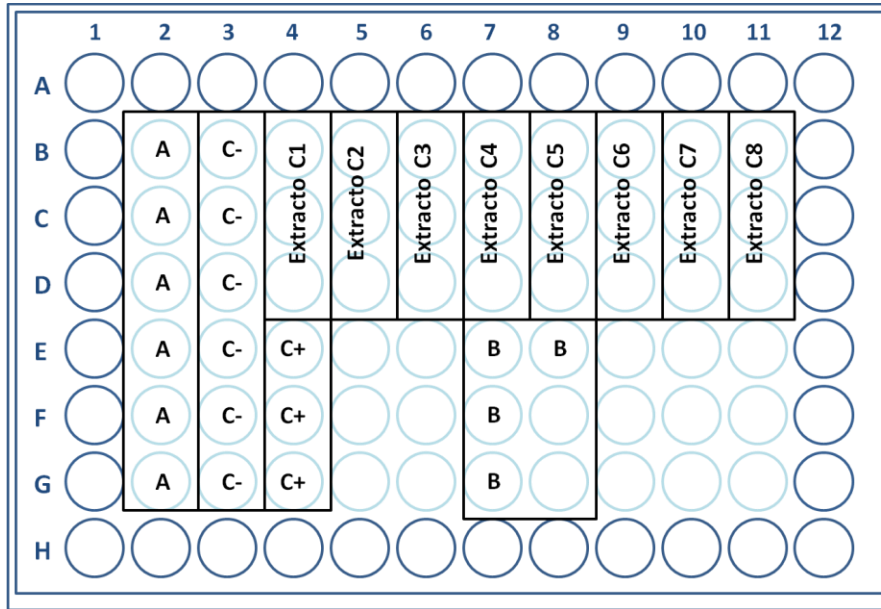 1 2 3 4 5 6 7 8 9 10 11 12
A
B A C- Extracto C1 Extracto C2 Extracto C3 Extracto C4 Extracto C5 Extracto C6 Extracto C7 Extracto C8
C A C-
D A C-
E A C- C+ B B
F A C- C+ B
G A C- C+ B
H